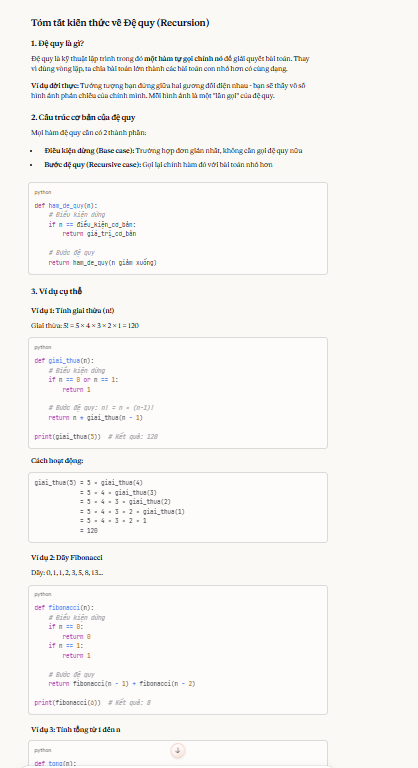 Tóm tắt kiến thức về Đệ quy (Recursion)
1. Đệ quy là gì?
Đệ quy là kỹ thuật lập trình trong đó một hàm tự gọi chính nó để giải quyết bài toán. Thay
vì dùng vòng lặp, ta chia bài toán lớn thành các bài toán con nhỏ hơn có cùng dạng.
Ví dụ đời thực: Tưởng tượng bạn đứng giữa hai gương đối diện nhau - bạn sẽ thấy vô số
hình ảnh phản chiếu của chính mình. Mỗi hình ảnh là một "lần gọi" của đệ quy.
2. Cấu trúc cơ bản của đệ quy
Mọi hàm đệ quy cần có 2 thành phần:
• Điều kiện dừng (Base case): Trường hợp đơn giản nhất, không cần gọi đệ quy nữa
• Bước đệ quy (Recursive case): Gọi lại chính hàm đó với bài toán nhỏ hơn
python
def ham_de_quy(n):
# Điều kiện dừng
if n == điều_kiện_cơ_bản:
return giá_trị_cơ_bản
# Bước đệ quy
return ham_de_quy(n giảm xuống)
3. Ví dụ cụ thể
Ví dụ 1: Tính giai thừa (n!)
Giai thừa: 5! = 5 × 4 × 3 × 2 × 1 = 120
python
def giai_thua(n):
# Điều kiện dừng
if n == 0 or n == 1:
return 1
# Bước đệ quy: n! = n × (n-1)!
return n * giai_thua(n - 1)
print(giai_thua(5)) # Kết quả: 120
Cách hoạt động:
giai_thua(5) = 5 × giai_thua(4)
= 5 × 4 × giai_thua(3)
= 5 × 4 × 3 × giai_thua(2)
= 5 × 4 × 3 × 2 × giai_thua(1)
= 5 × 4 × 3 × 2 × 1
= 120
Ví dụ 2: Dãy Fibonacci
Dãy: 0, 1, 1, 2, 3, 5, 8, 13...
python
def fibonacci(n):
# Điều kiện dừng
if n == 0:
return 0
if n == 1:
return 1
# Bước đệ quy
return fibonacci(n - 1) + fibonacci(n - 2)
print(fibonacci(6)) # Kết quả: 8
Ví dụ 3: Tính tổng từ 1 đến n
python
def tong(n):